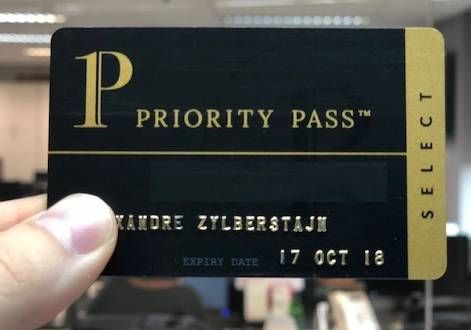 PRIORITY PASS™
SELECT
XANDRE ZYLBERSTAJN
EXPIRY DATE 17 OCT 18